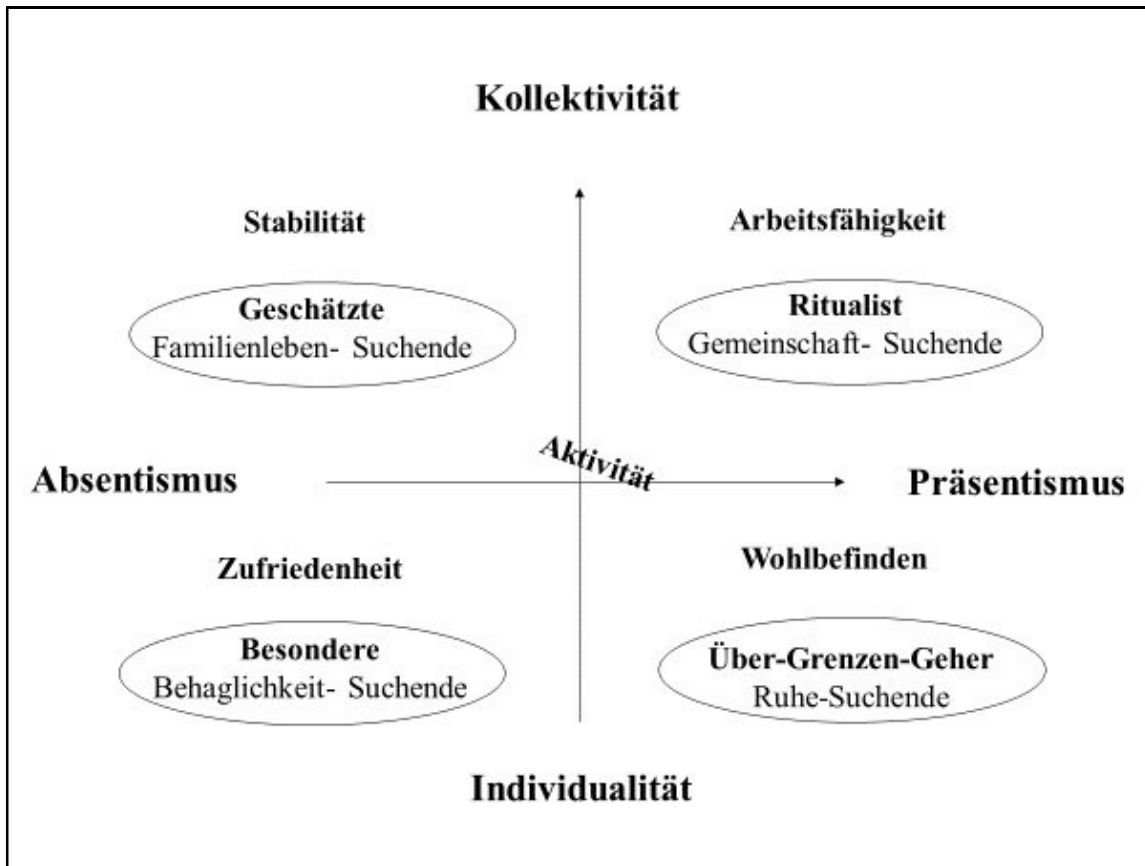 Kollektivität
Stabilität
Arbeitsfähigkeit
Geschätzte
Familienleben- Suchende
Ritualist
Gemeinschaft- Suchende
Aktivität
Absentismus
Präsentismus
Zufriedenheit
Wohlbefinden
Besondere
Behaglichkeit- Suchende
Über-Grenzen-Geher
Ruhe-Suchende
Individualität